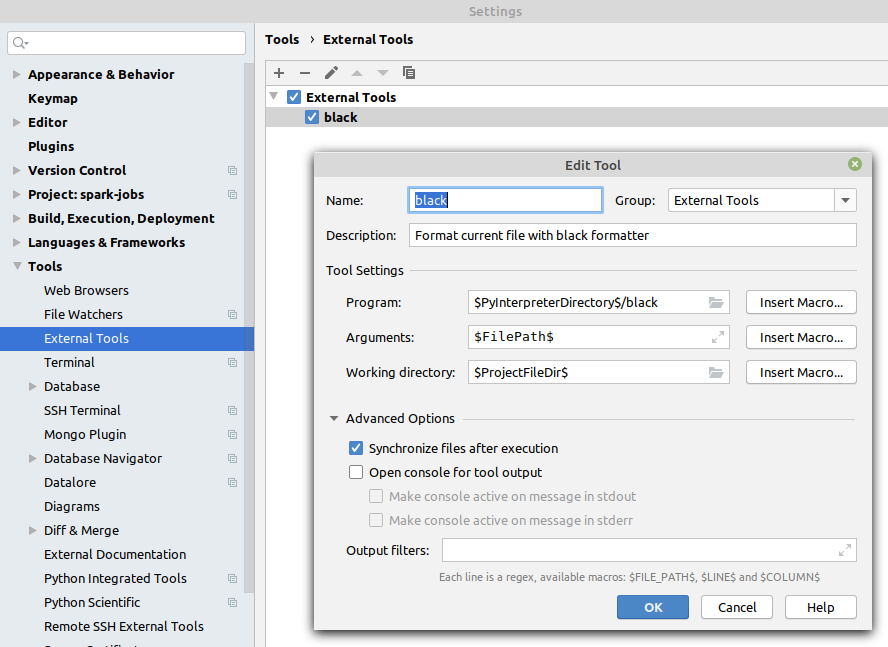 Settings
Appearance & Behavior
Keymap
Editor
Plugins
Version Control
Project: spark-jobs
Build, Execution, Deployment
Languages & Frameworks
Tools
Web Browsers
File Watchers
External Tools
Terminal
Database
SSH Terminal
Mongo Plugin
Database Navigator
Datalore
Diagrams
Diff & Merge
External Documentation
Python Integrated Tools
Python Scientific
Remote SSH External Tools
Tools › External Tools
External Tools
black
Edit Tool
Name: black Group: External Tools
Description: Format current file with black formatter
Tool Settings
Program: $PyInterpreterDirectory$/black Insert Macro...
Arguments: $FilePath$ Insert Macro...
Working directory: $ProjectFileDir$ Insert Macro...
Advanced Options
Synchronize files after execution
Open console for tool output
Make console active on message in stdout
Make console active on message in stderr
Output filters:
Each line is a regex, available macros: $FILE_PATH$, $LINE$ and $COLUMN$
OK Cancel Help